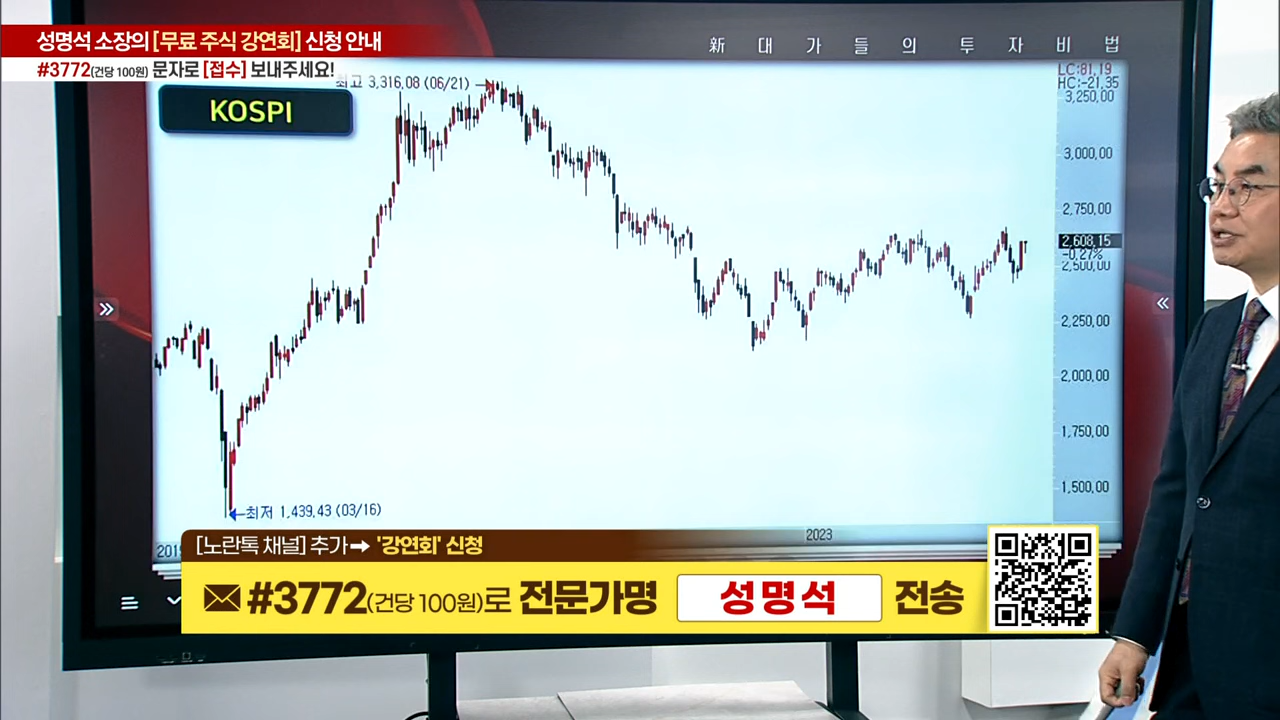 성명석 소장의 [무료 주식 강연회] 신청 안내
#3772(건당 100원) 문자로 [접수] 보내주세요!
新 대 가 들 의 투 자 비 법
KOSPI
최고 3,316,08 (06/21)
LC:81,19
HC:-21,35
3,250,00
3,000,00
2,750,00
2,608,15
-0,27%
2,500,00
2,250,00
2,000,00
1,750,00
1,500,00
최저 1,439,43 (03/16)
2023
[노란톡 채널] 추가➡ '강연회' 신청
#3772(건당 100원)로 전문가명 성명석 전송